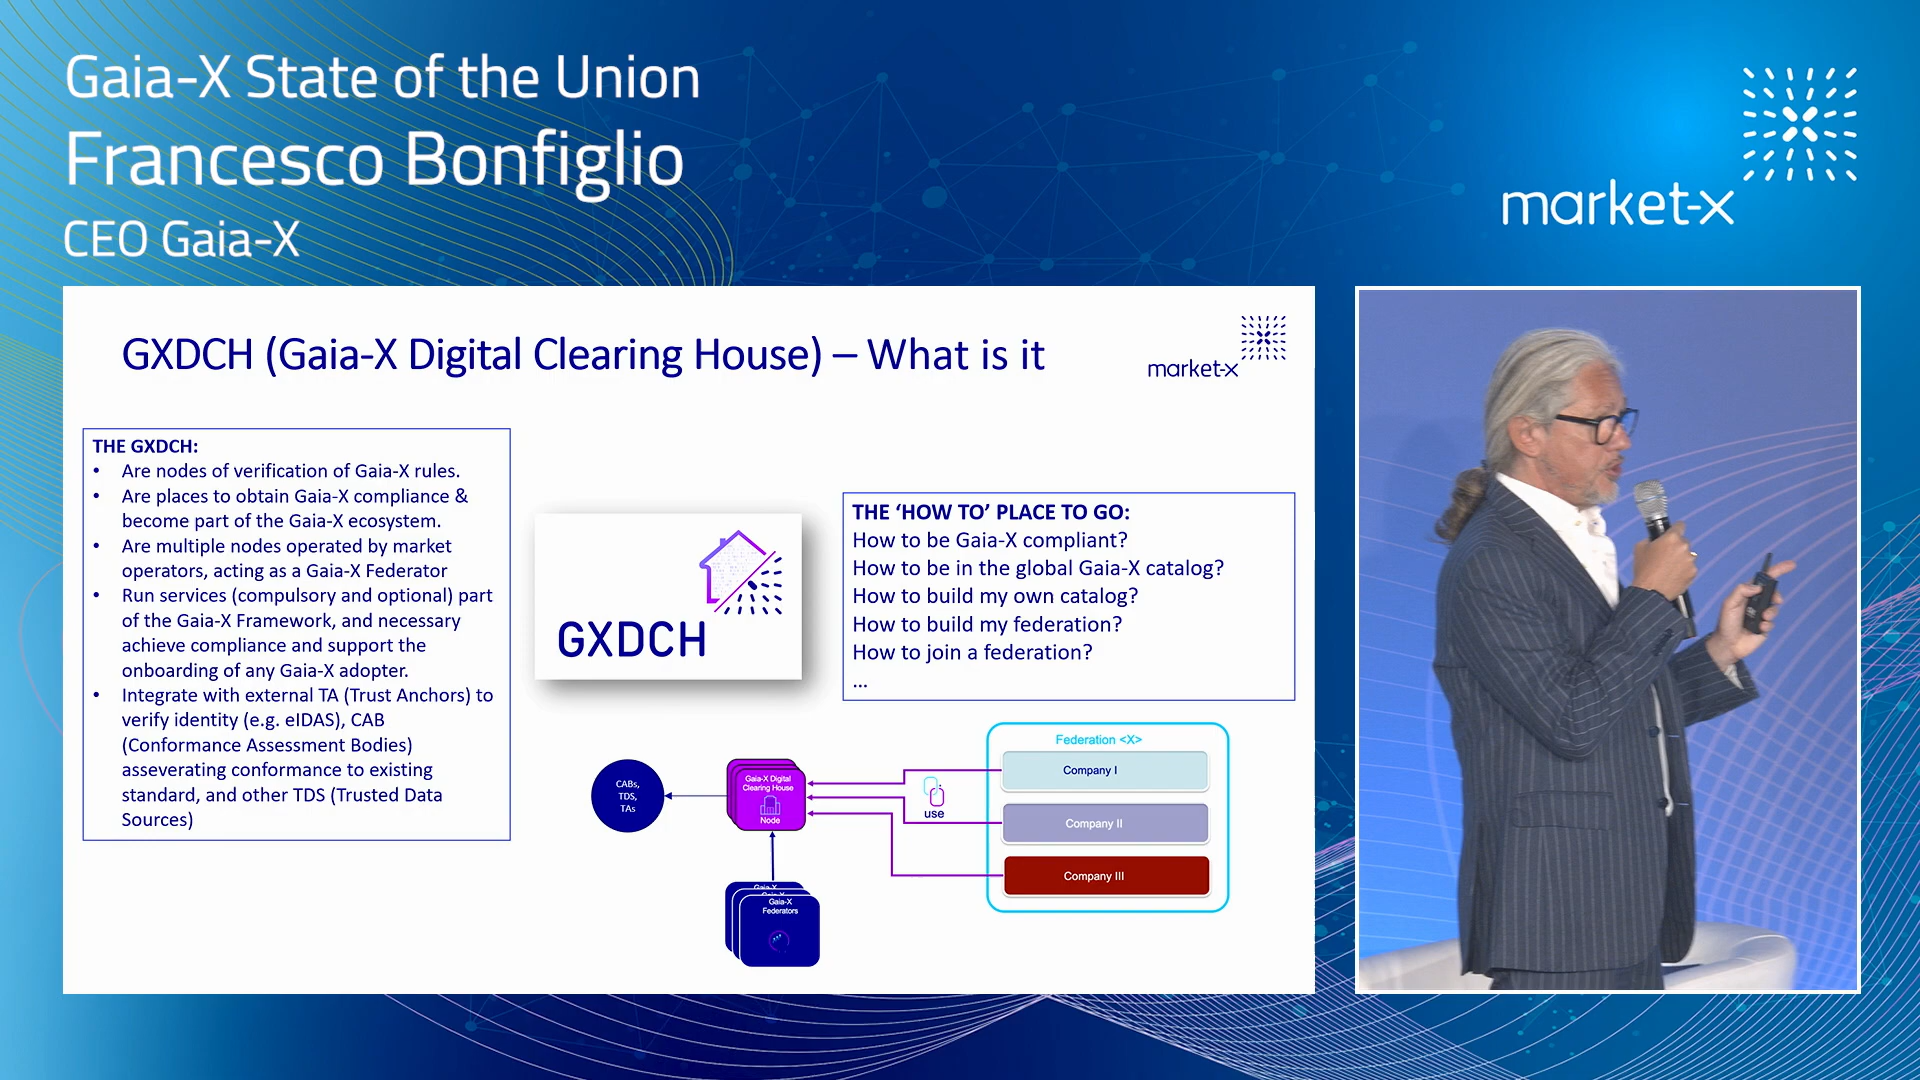 Gaia-X State of the Union
Francesco Bonfiglio
CEO Gaia-X
market-x
GXDCH (Gaia-X Digital Clearing House) – What is it
market-x
THE GXDCH:
• Are nodes of verification of Gaia-X rules.
• Are places to obtain Gaia-X compliance &
become part of the Gaia-X ecosystem.
• Are multiple nodes operated by market
operators, acting as a Gaia-X Federator
• Run services (compulsory and optional) part
of the Gaia-X Framework, and necessary
achieve compliance and support the
onboarding of any Gaia-X adopter.
• Integrate with external TA (Trust Anchors) to
verify identity (e.g. eIDAS), CAB
(Conformance Assessment Bodies)
asseverating conformance to existing
standard, and other TDS (Trusted Data
Sources)
GXDCH
THE ‘HOW TO’ PLACE TO GO:
How to be Gaia-X compliant?
How to be in the global Gaia-X catalog?
How to build my own catalog?
How to build my federation?
How to join a federation?
...
CABs,
TDS,
TAs
Gaia-X Digital
Clearing House
Node
use
Federation <X>
Company I
Company II
Company III
Gaia-X
Gaia-X
Gaia-X
Federators